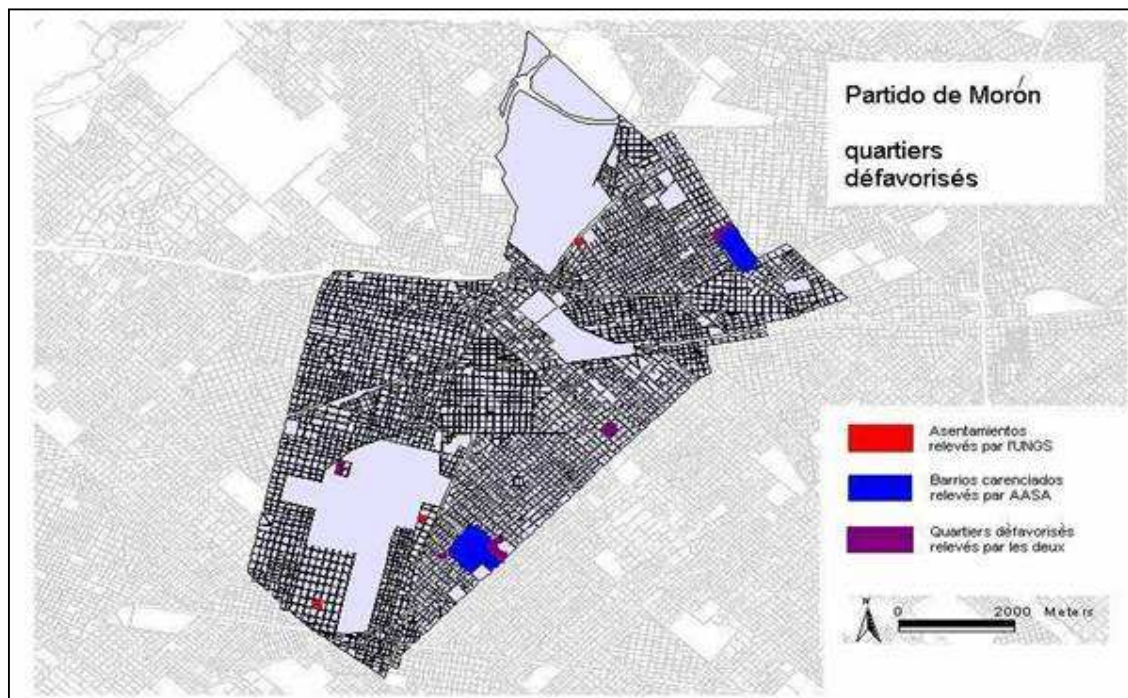 Partido de Morón
quartiers
défavorisés
Asentamientos
relevés par l'UNGS
Barrios carenciados
relevés par AASA
Quartiers défavorisés
relevés par les deux
N
0 2000 Meters